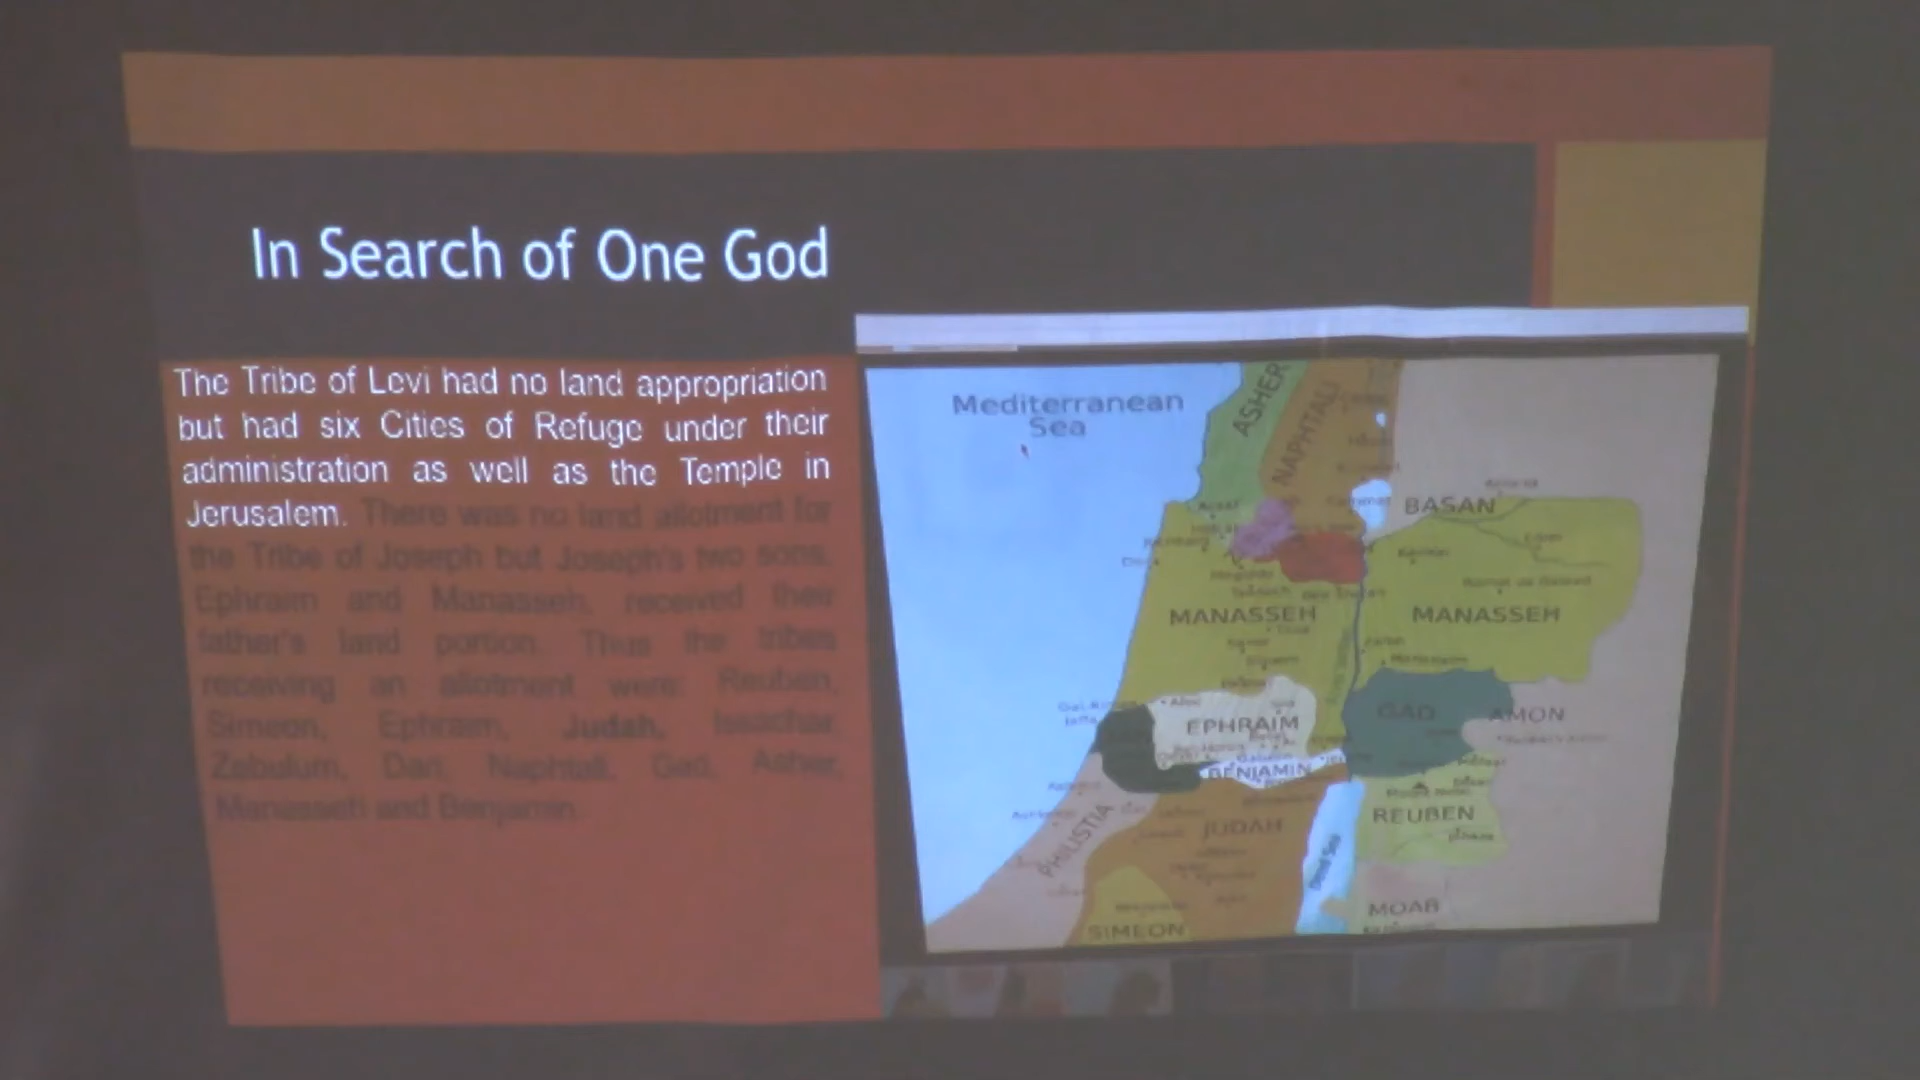 In Search of One God
The Tribe of Levi had no land appropriation
but had six Cities of Refuge under their
administration as well as the Temple in
Jerusalem. There was no land allotment for
the Tribe of Joseph but Joseph's two sons,
Ephraim and Manasseh, received their
father's land portion. Thus the tribes
receiving an allotment were: Reuben,
Simeon, Ephraim, Judah, Issachar,
Zebulum, Dan, Naphtali, Gad, Asher,
Manasseh and Benjamin.
Mediterranean
Sea
ASHER
NAPHTALI
BASAN
MANASSEH
MANASSEH
EPHRAIM
GAD
AMON
BENJAMIN
REUBEN
JUDAH
PHILISTIA
Dead Sea
MOAB
SIMEON